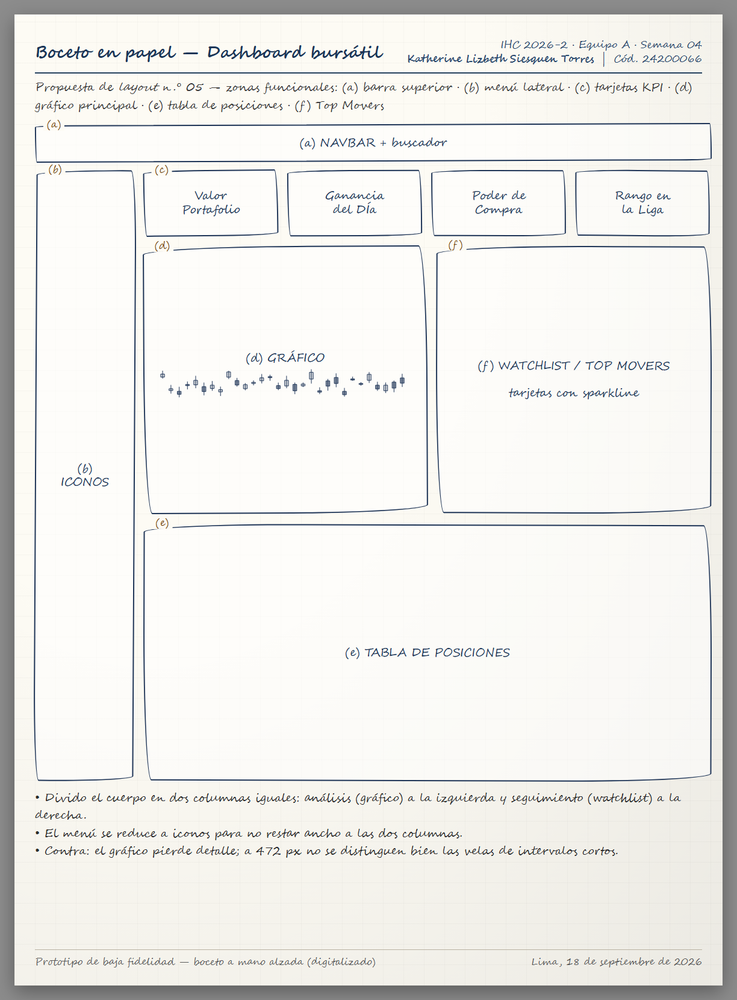 Boceto en papel — Dashboard bursátil
IHC 2026-2 · Equipo A · Semana 04
Katherine Lizbeth Siesquen Torres | Cód. 24200066
Propuesta de layout n.º 05 — zonas funcionales: (a) barra superior · (b) menú lateral · (c) tarjetas KPI · (d)
gráfico principal · (e) tabla de posiciones · (f) Top Movers
(a)
(a) NAVBAR + buscador
(b)
(c)
Valor
Portafolio
Ganancia
del DÍa
Poder de
Compra
Rango en
la Liga
(d)
(f)
(d) GRÁFICO
(f) WATCHLIST / TOP MOVERS
tarjetas con sparkline
(b)
ICONOS
(e)
(e) TABLA DE POSICIONES
• Divido el cuerpo en dos columnas iguales: análisis (gráfico) a la izquierda y seguimiento (watchlist) a la
derecha.
• El menú se reduce a iconos para no restar ancho a las dos columnas.
• Contra: el gráfico pierde detalle; a 472 px no se distinguen bien las velas de intervalos cortos.
Prototipo de baja fidelidad — boceto a mano alzada (digitalizado)
Lima, 18 de septiembre de 2026